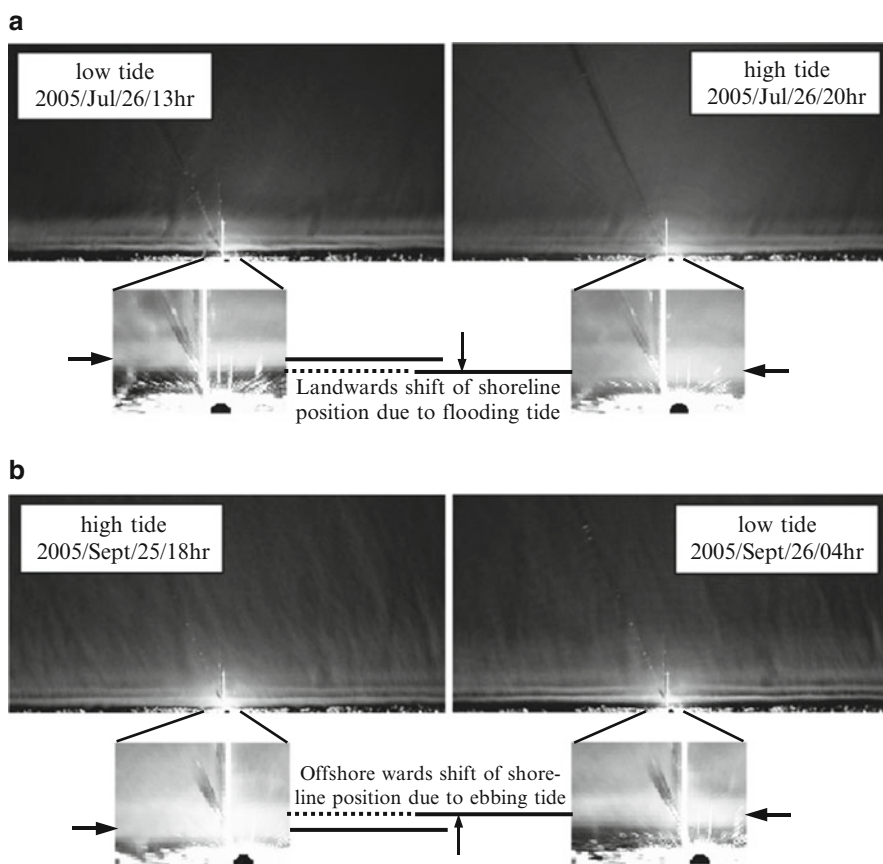 a
low tide
2005/Jul/26/13hr
high tide
2005/Jul/26/20hr
Landwards shift of shoreline
position due to flooding tide
b
high tide
2005/Sept/25/18hr
low tide
2005/Sept/26/04hr
Offshore wards shift of shore-
line position due to ebbing tide